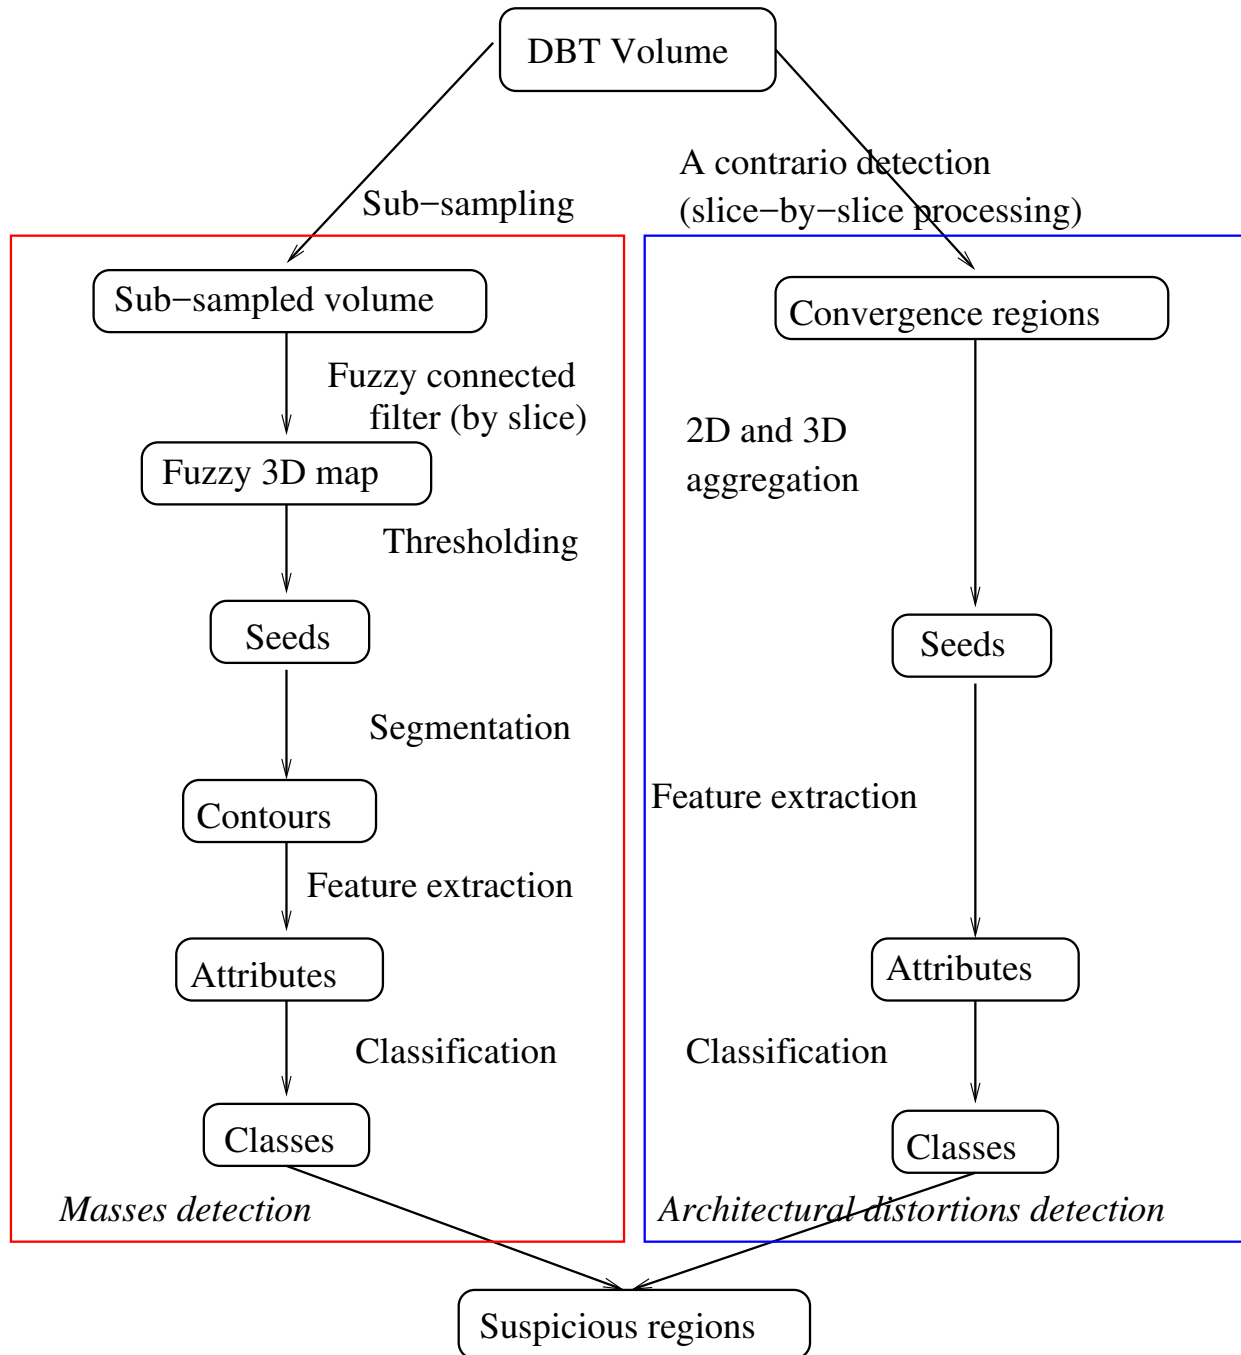 DBT Volume
Sub−sampling
A contrario detection
(slice−by−slice processing)
Sub−sampled volume
Fuzzy connected
filter (by slice)
Fuzzy 3D map
Thresholding
Seeds
Segmentation
Contours
Feature extraction
Attributes
Classification
Classes
Masses detection
Convergence regions
2D and 3D
aggregation
Seeds
Feature extraction
Attributes
Classification
Classes
Architectural distortions detection
Suspicious regions